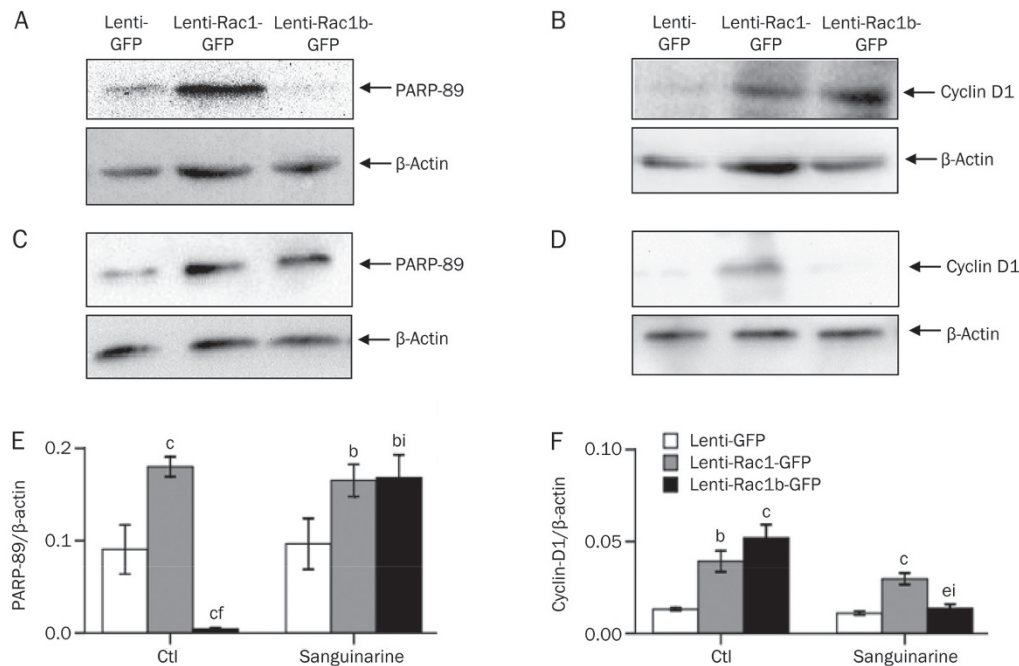 A
Lenti-GFP Lenti-Rac1-GFP Lenti-Rac1b-GFP
PARP-89
β-Actin
B
Lenti-GFP Lenti-Rac1-GFP Lenti-Rac1b-GFP
Cyclin D1
β-Actin
C
PARP-89
β-Actin
D
Cyclin D1
β-Actin
E
PARP-89/β-actin
0.2
0.1
0.0
c
cf
b
bi
Ctl
Sanguinarine
F
Cyclin-D1/β-actin
0.10
0.05
0.00
Lenti-GFP
Lenti-Rac1-GFP
Lenti-Rac1b-GFP
b
c
c
ei
Ctl
Sanguinarine